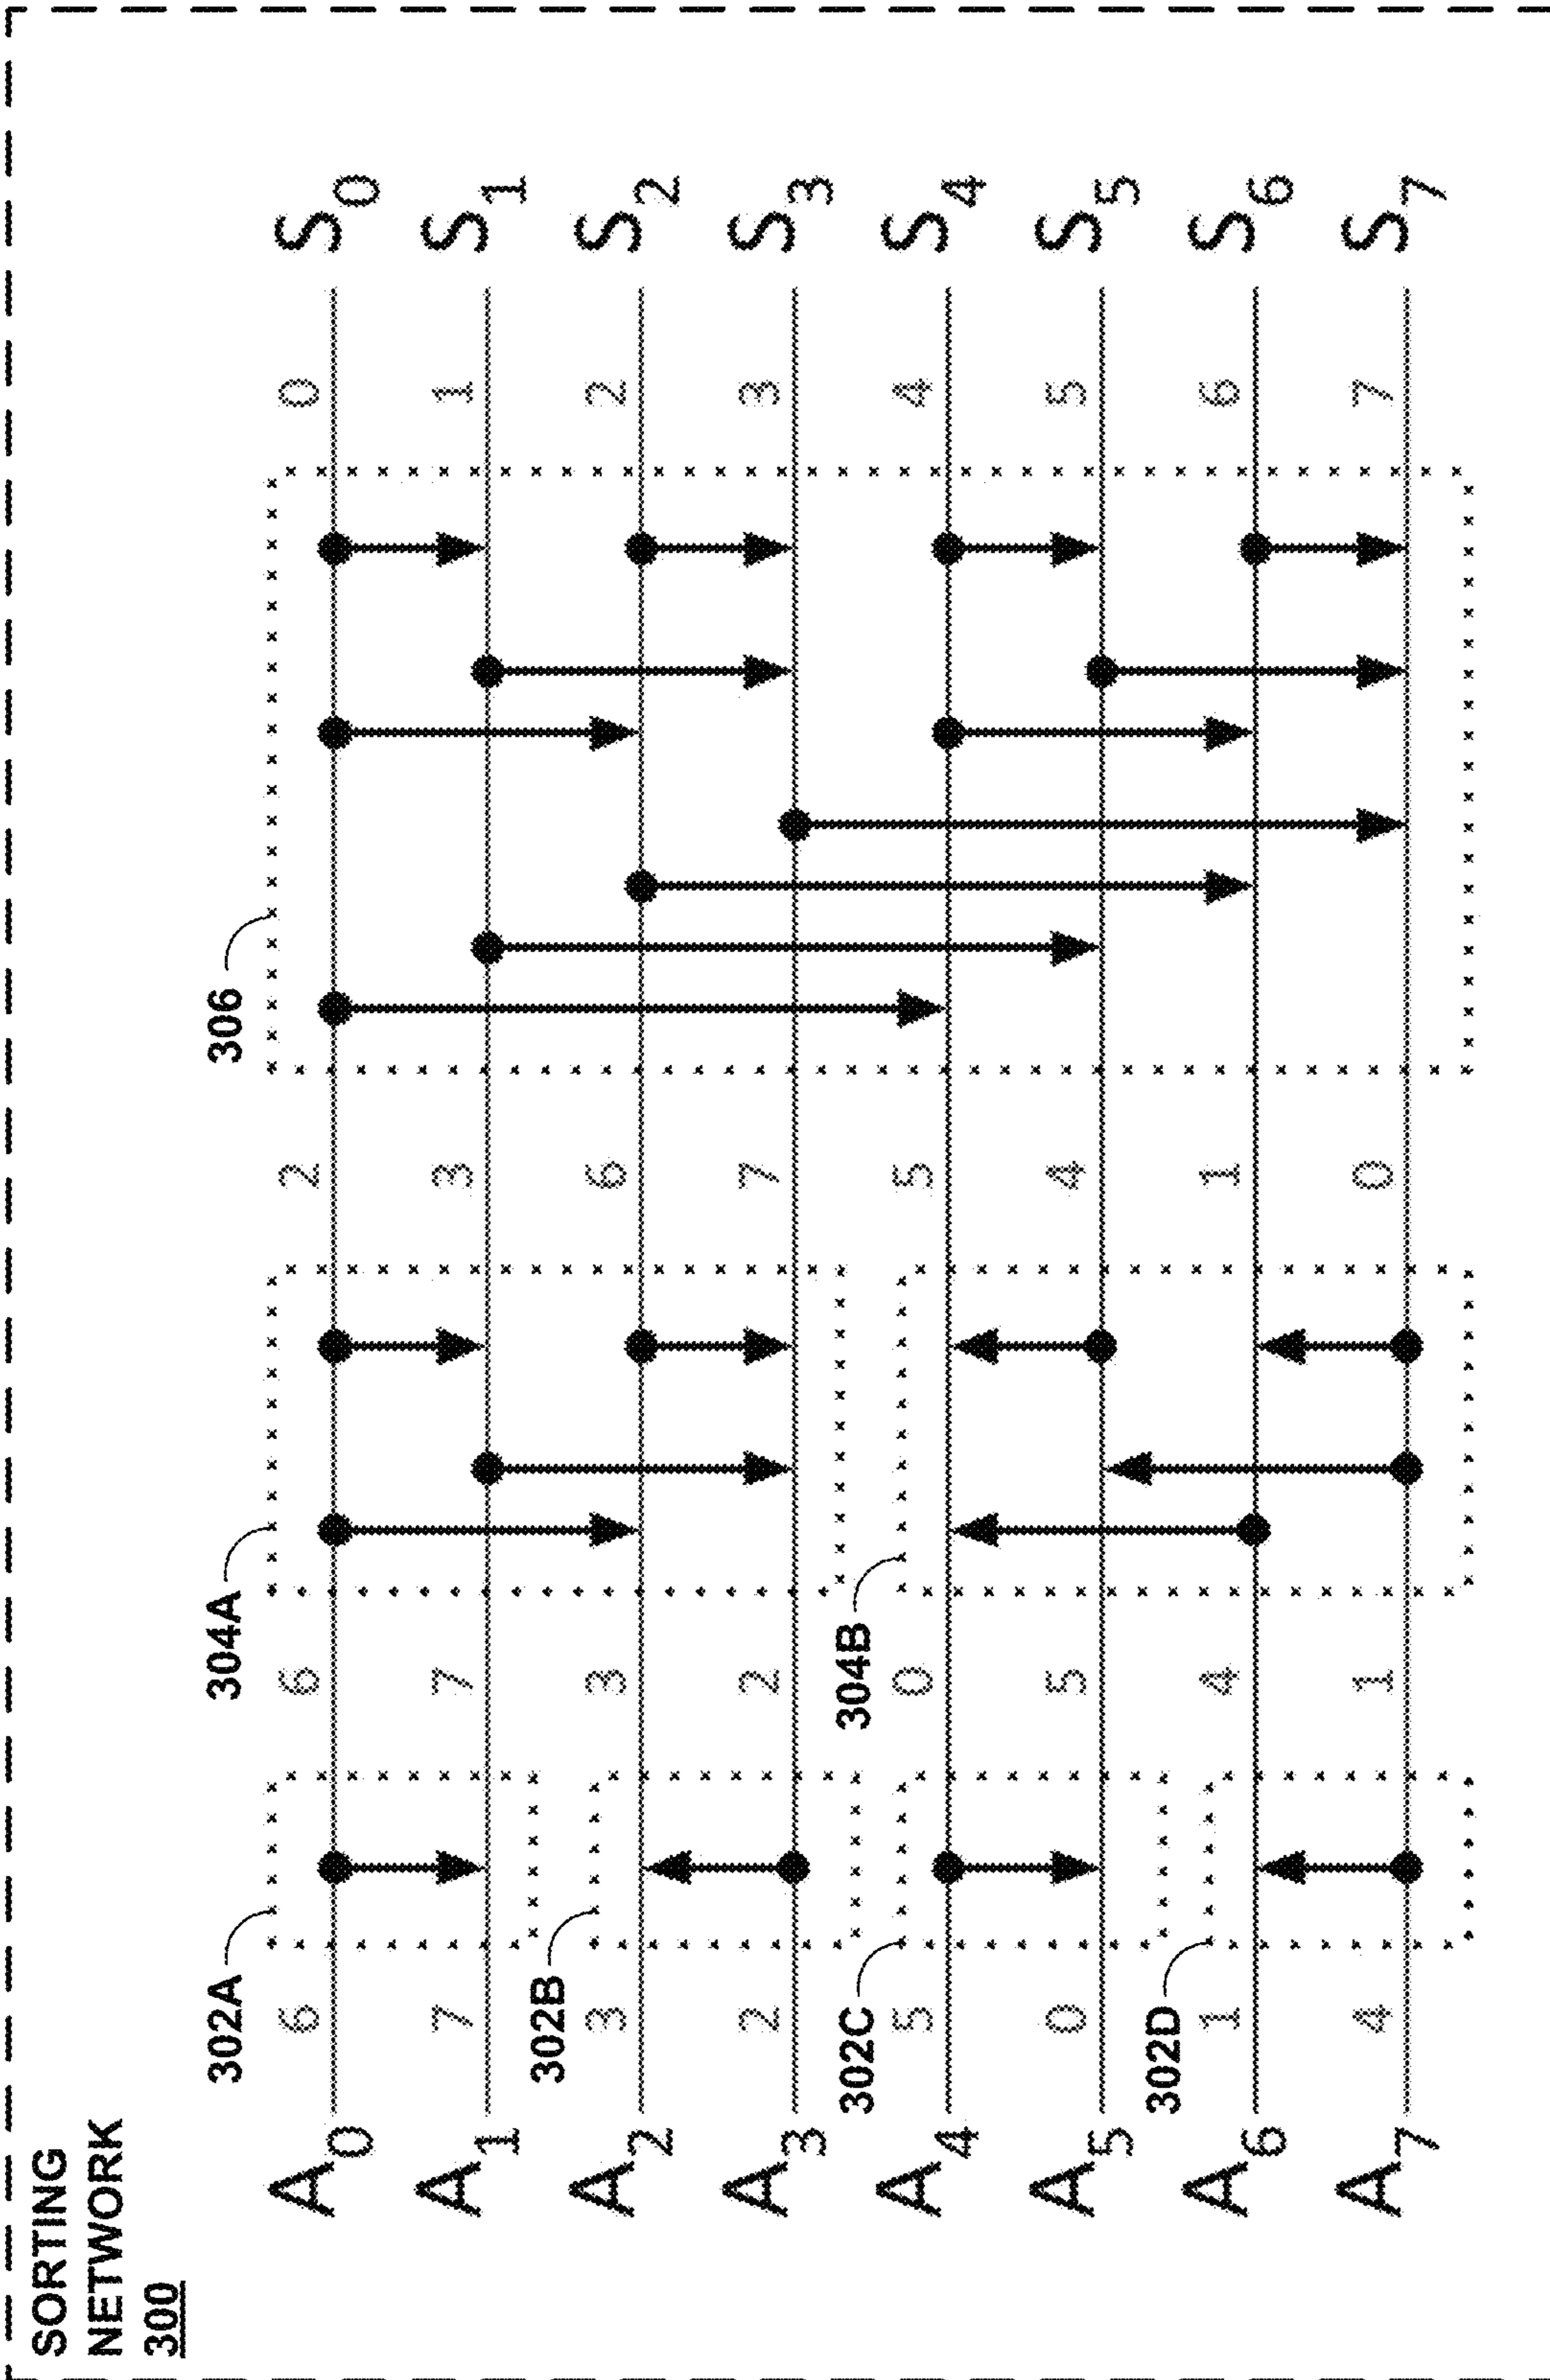 SORTING
NETWORK
300
302A
304A
306
A0 6 6 2 0 S0
A1 7 7 3 1 S1
302B
A2 3 3 6 2 S2
A3 2 2 7 3 S3
302C
304B
A4 5 0 5 4 S4
A5 0 5 4 5 S5
302D
A6 1 4 1 6 S6
A7 4 1 0 7 S7